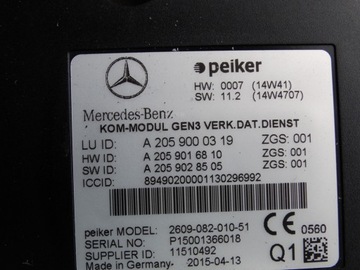 peiker
HW: 0007 (14W41)
SW: 11.2 (14W4707)
Mercedes-Benz
KOM-MODUL GEN3 VERK.DAT.DIENST
LU ID: A 205 900 03 19 ZGS: 001
HW ID: A 205 901 68 10 ZGS: 001
SW ID: A 205 902 85 05
ICCID: 89490200001130296992
peiker MODEL: 2609-082-010-51
SERIAL NO: P15001366018
SUPPLIER ID: 11510492
Made in Germany 2015-04-13
CE 0560
Q1